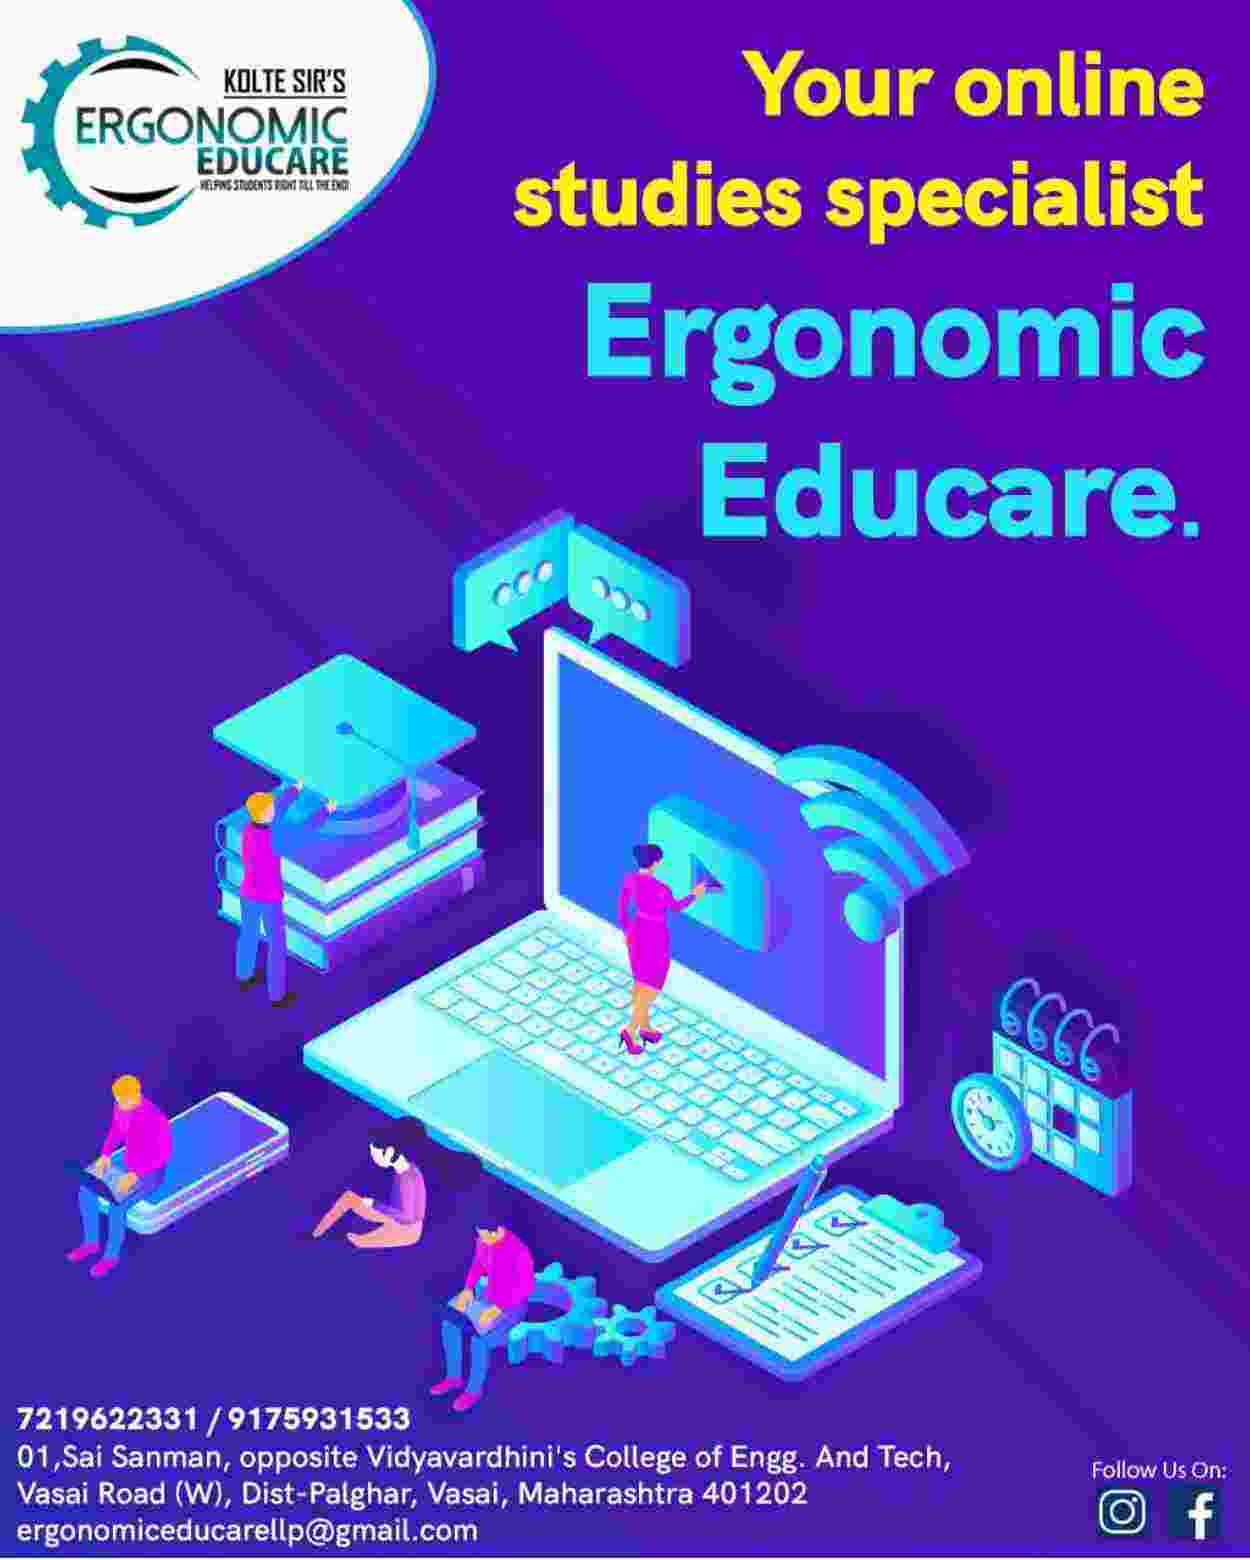 KOLTE SIR'S
ERGONOMIC
EDUCARE
HELPING STUDENTS RIGHT TILL THE END!
Your online
studies specialist
Ergonomic
Educare.
7219622331 / 9175931533
01,Sai Sanman, opposite Vidyavardhini's College of Engg. And Tech,
Vasai Road (W), Dist-Palghar, Vasai, Maharashtra 401202
ergonomiceducarellp@gmail.com
Follow Us On: